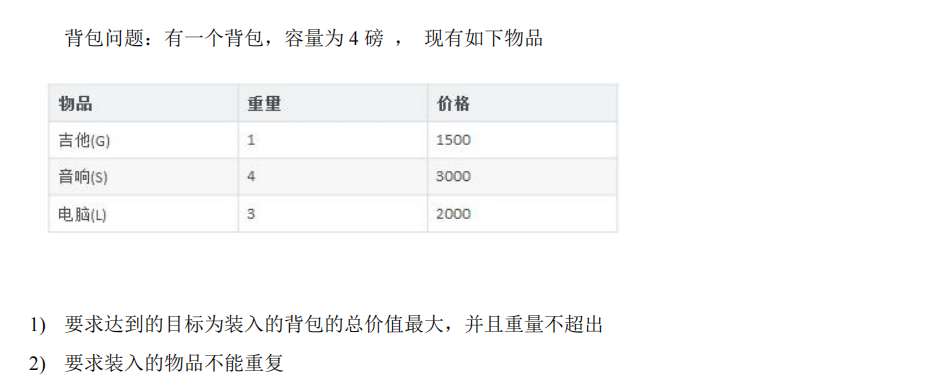 背包问题：有一个背包，容量为 4 磅 ， 现有如下物品
物品 重量 价格
吉他(G) 1 1500
音响(S) 4 3000
电脑(L) 3 2000
1) 要求达到的目标为装入的背包的总价值最大，并且重量不超出
2) 要求装入的物品不能重复